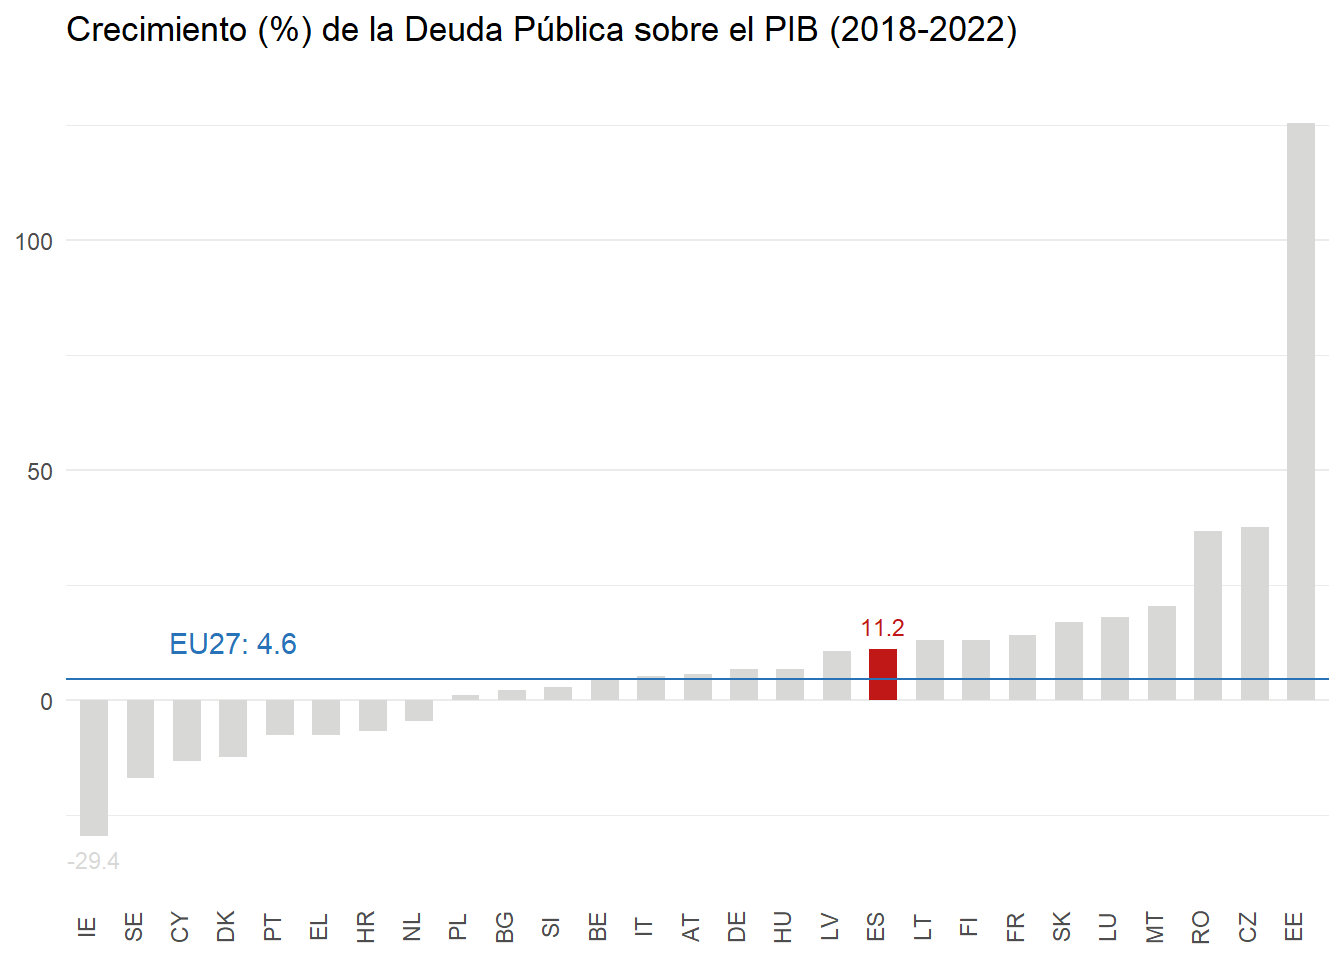 Crecimiento (%) de la Deuda Pública sobre el PIB (2018-2022)
100
50
11.2
EU27: 4.6
0
-29.4
IE SE CY DK PT EL HR NL PL BG SI BE IT AT DE HU LV ES LT FI FR SK LU MT RO CZ EE